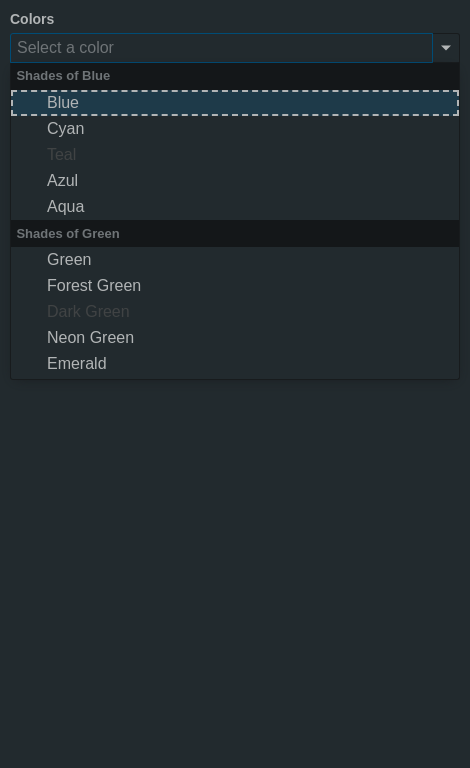 Colors
Select a color
Shades of Blue
Blue
Cyan
Teal
Azul
Aqua
Shades of Green
Green
Forest Green
Dark Green
Neon Green
Emerald